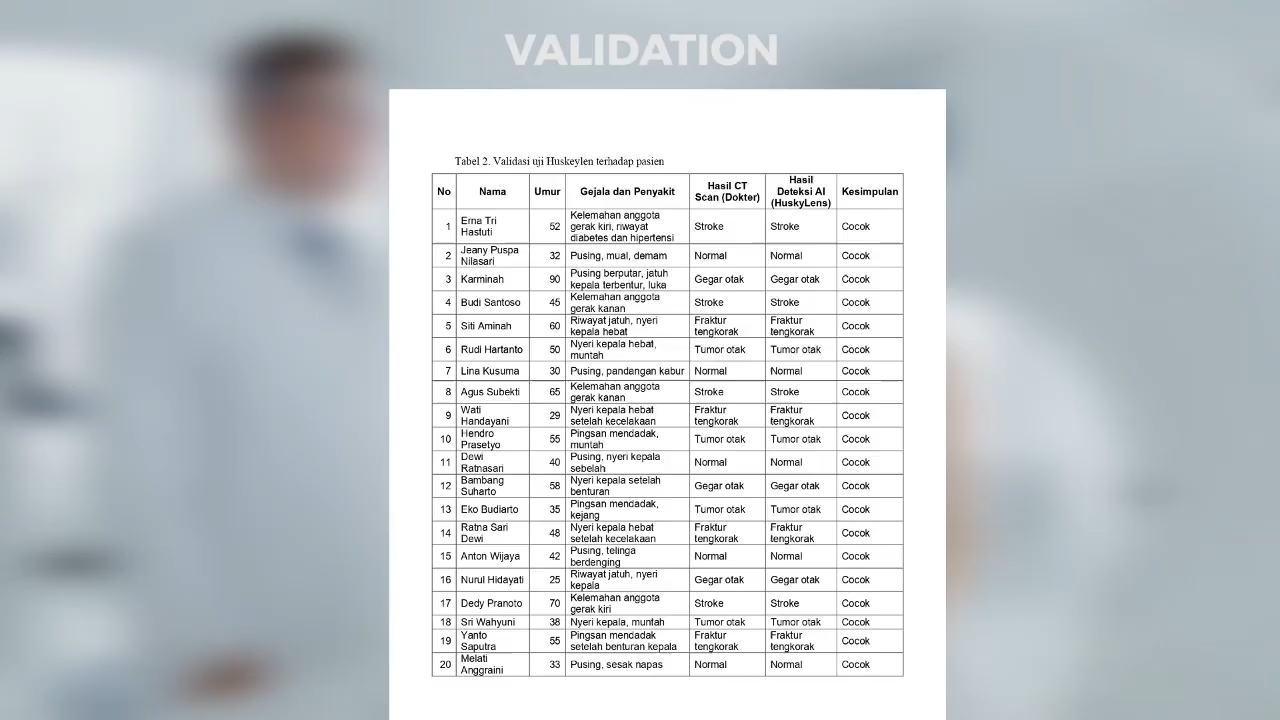 VALIDATION
Tabel 2. Validasi uji Huskeylen terhadap pasien
No Nama Umur Gejala dan Penyakit Hasil CT Scan (Dokter) Hasil Deteksi AI (HuskyLens) Kesimpulan
1 Erna Tri Hastuti 52 Kelemahan anggota gerak kiri, riwayat diabetes dan hipertensi Stroke Stroke Cocok
2 Jeany Puspa Nilasari 32 Pusing, mual, demam Normal Normal Cocok
3 Karminah 90 Pusing berputar, jatuh kepala terbentur, luka Gegar otak Gegar otak Cocok
4 Budi Santoso 45 Kelemahan anggota gerak kanan Stroke Stroke Cocok
5 Siti Aminah 60 Riwayat jatuh, nyeri kepala hebat Fraktur tengkorak Fraktur tengkorak Cocok
6 Rudi Hartanto 50 Nyeri kepala hebat, muntah Tumor otak Tumor otak Cocok
7 Lina Kusuma 30 Pusing, pandangan kabur Normal Normal Cocok
8 Agus Subekti 65 Kelemahan anggota gerak kanan Stroke Stroke Cocok
9 Wati Handayani 29 Nyeri kepala hebat setelah kecelakaan Fraktur tengkorak Fraktur tengkorak Cocok
10 Hendro Prasetyo 55 Pingsan mendadak, muntah Tumor otak Tumor otak Cocok
11 Dewi Ratnasari 40 Pusing, nyeri kepala sebelah Normal Normal Cocok
12 Bambang Suharto 58 Nyeri kepala setelah benturan Gegar otak Gegar otak Cocok
13 Eko Budiarto 35 Pingsan mendadak, kejang Tumor otak Tumor otak Cocok
14 Ratna Sari Dewi 48 Nyeri kepala hebat setelah kecelakaan Fraktur tengkorak Fraktur tengkorak Cocok
15 Anton Wijaya 42 Pusing, telinga berdenging Normal Normal Cocok
16 Nurul Hidayati 25 Riwayat jatuh, nyeri kepala Gegar otak Gegar otak Cocok
17 Dedy Pranoto 70 Kelemahan anggota gerak kiri Stroke Stroke Cocok
18 Sri Wahyuni 38 Nyeri kepala, muntah Tumor otak Tumor otak Cocok
19 Yanto Saputra 55 Pingsan mendadak setelah benturan kepala Fraktur tengkorak Fraktur tengkorak Cocok
20 Melati Anggraini 33 Pusing, sesak napas Normal Normal Cocok